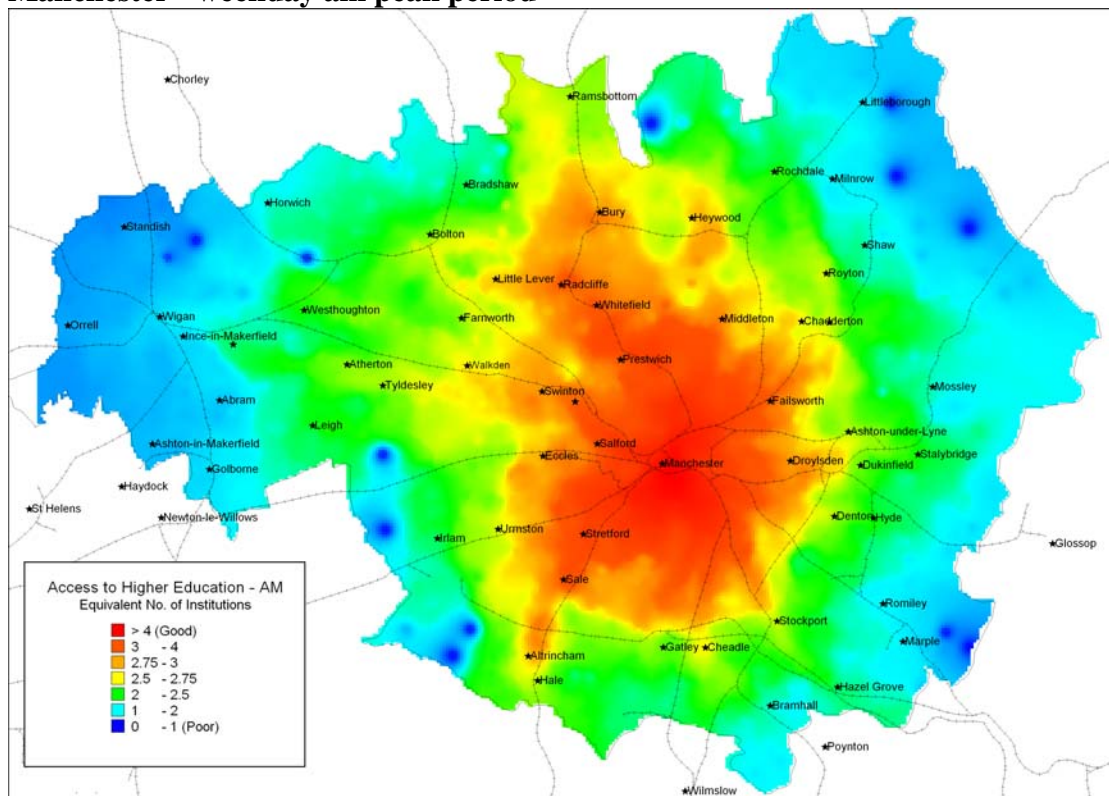 Manchester - weekday am peak period
Chorley
Ramsbottom
Littleborough
Rochdale
Milnrow
Bradshaw
Horwich
Bury
Heywood
Standish
Bolton
Shaw
Royton
Little Lever
Radcliffe
Whitefield
Westhoughton
Wigan
Farnworth
Middleton
Chadderton
Orrell
Ince-in-Makerfield
Prestwich
Atherton
Walkden
Tyldesley
Swinton
Mossley
Abram
Failsworth
Leigh
Ashton-under-Lyne
Ashton-in-Makerfield
Salford
Stalybridge
Eccles
Manchester
Droylsden
Dukinfield
Golborne
Haydock
St Helens
Newton-le-Willows
Denton
Hyde
Urmston
Stretford
Irlam
Glossop
Sale
Romiley
Stockport
Marple
Gatley
Cheadle
Altrincham
Hale
Hazel Grove
Bramhall
Poynton
Wilmslow
Access to Higher Education - AM
Equivalent No. of Institutions
> 4 (Good)
3 - 4
2.75 - 3
2.5 - 2.75
2 - 2.5
1 - 2
0 - 1 (Poor)